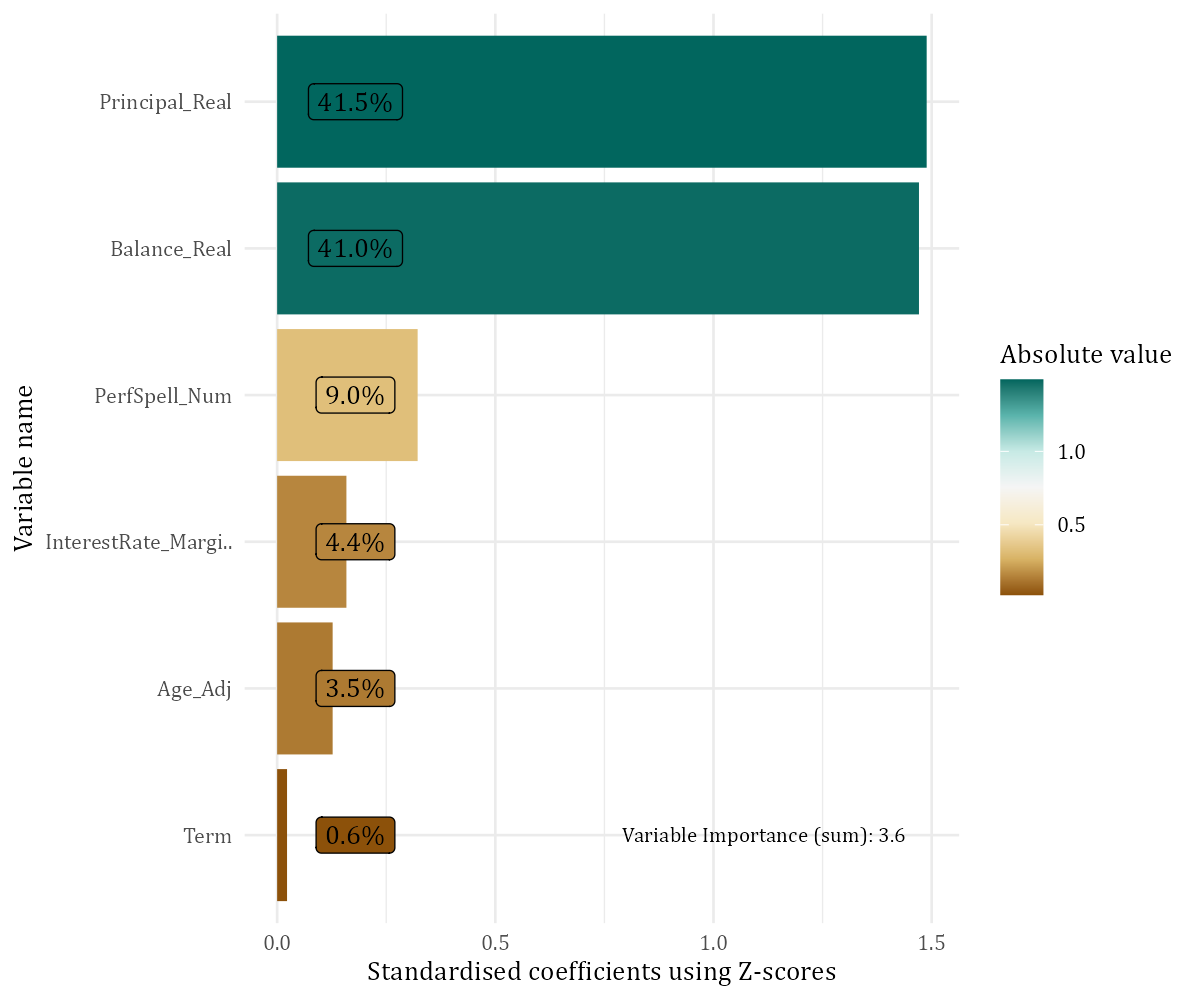 Variable name
Principal_Real
41.5%
Balance_Real
41.0%
PerfSpell_Num
9.0%
InterestRate_Margi..
4.4%
Age_Adj
3.5%
Term
0.6%
Variable Importance (sum): 3.6
0.0
0.5
1.0
1.5
Standardised coefficients using Z-scores
Absolute value
1.0
0.5